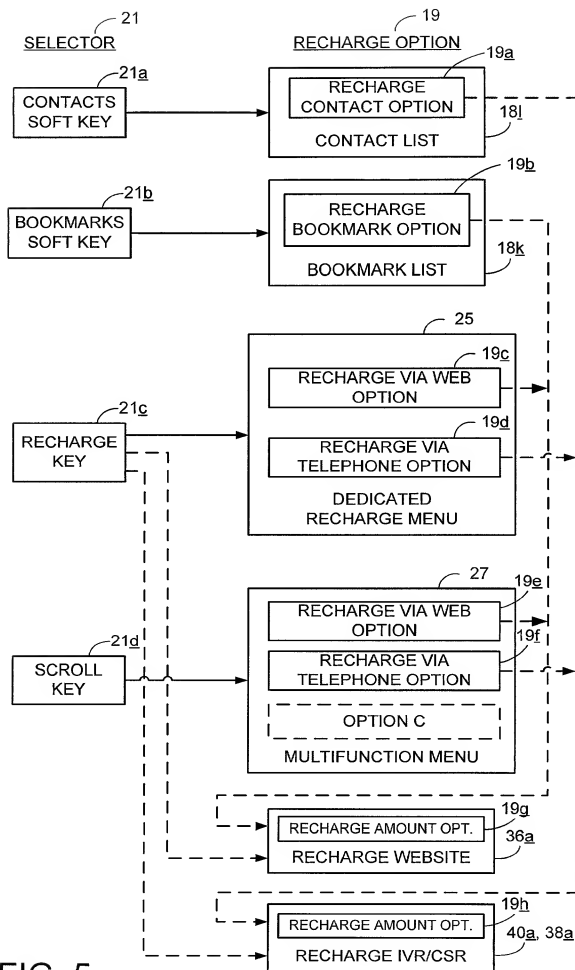 21
19
SELECTOR
RECHARGE OPTION
21a
19a
CONTACTS
SOFT KEY
RECHARGE
CONTACT OPTION
CONTACT LIST
18l
21b
19b
BOOKMARKS
SOFT KEY
RECHARGE
BOOKMARK OPTION
BOOKMARK LIST
18k
25
21c
19c
RECHARGE
KEY
RECHARGE VIA WEB
OPTION
19d
RECHARGE VIA
TELEPHONE OPTION
DEDICATED
RECHARGE MENU
27
21d
19e
SCROLL
KEY
RECHARGE VIA WEB
OPTION
19f
RECHARGE VIA
TELEPHONE OPTION
OPTION C
MULTIFUNCTION MENU
19g
RECHARGE AMOUNT OPT.
RECHARGE WEBSITE
36a
19h
RECHARGE AMOUNT OPT.
RECHARGE IVR/CSR
40a, 38a